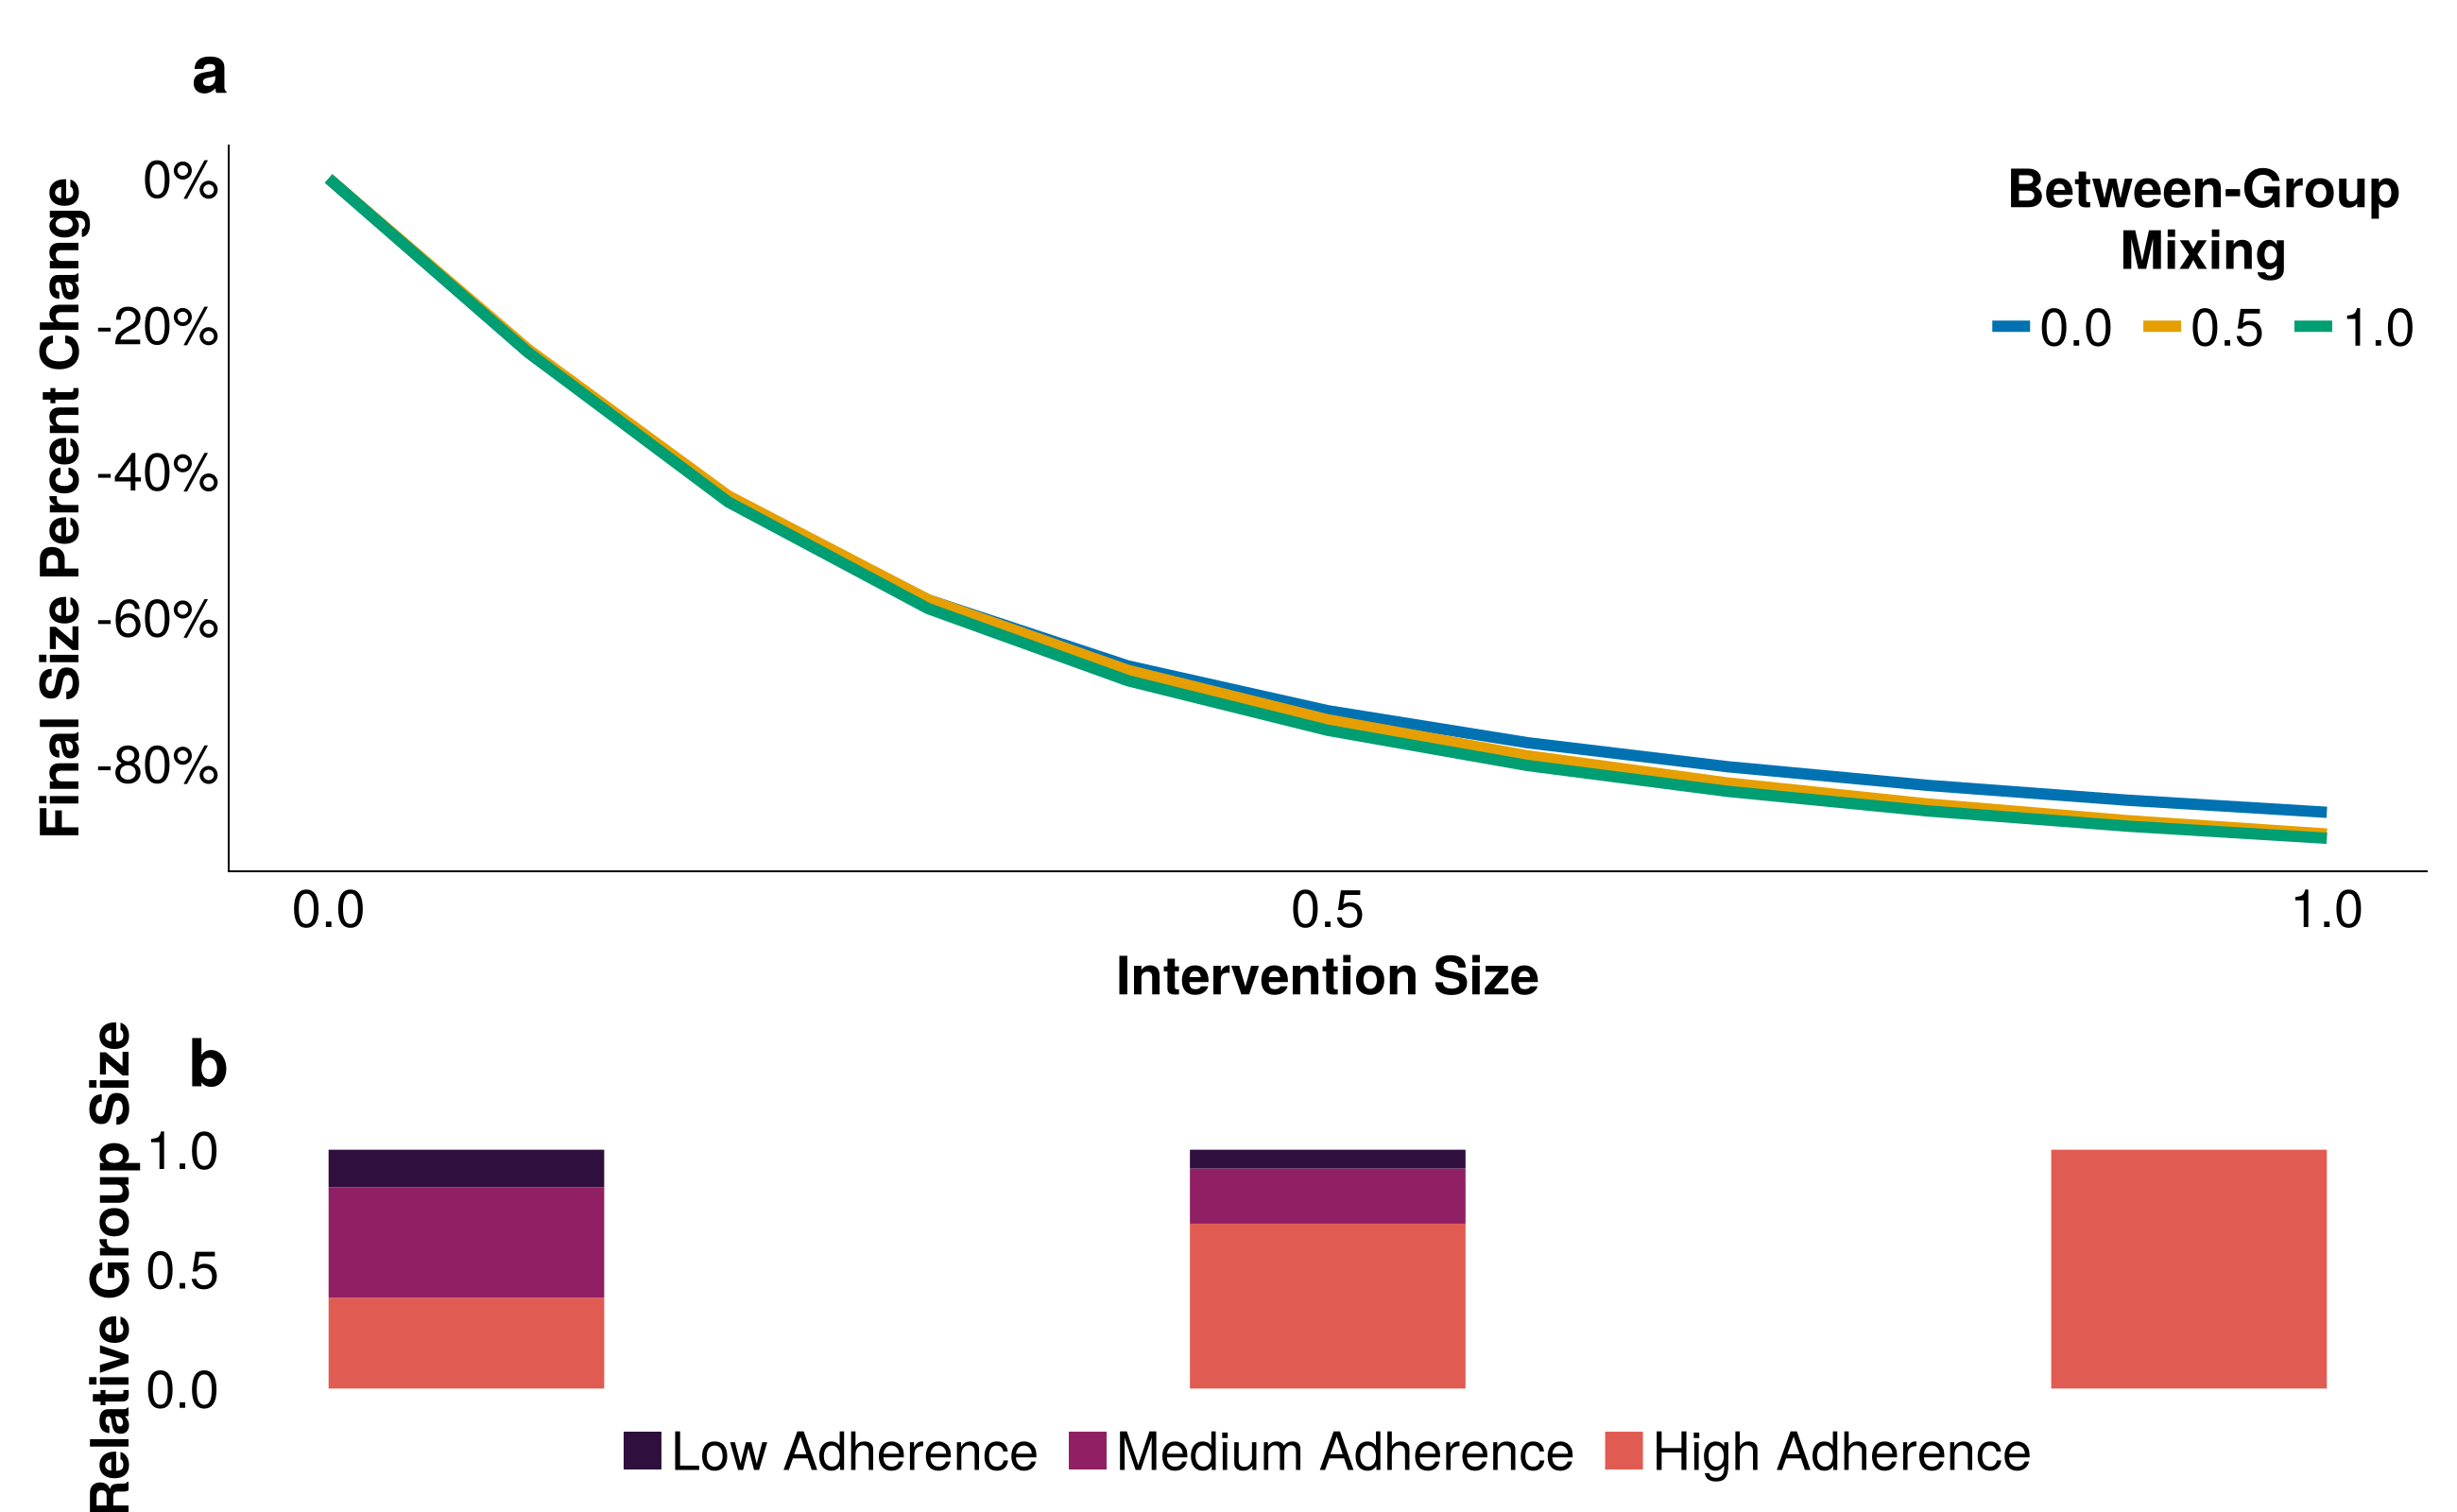 a
Final Size Percent Change
0%
-20%
-40%
-60%
-80%
Between-Group
Mixing
0.0 0.5 1.0
0.0 0.5 1.0
Intervention Size
b
Relative Group Size
1.0
0.5
0.0
Low Adherence Medium Adherence High Adherence